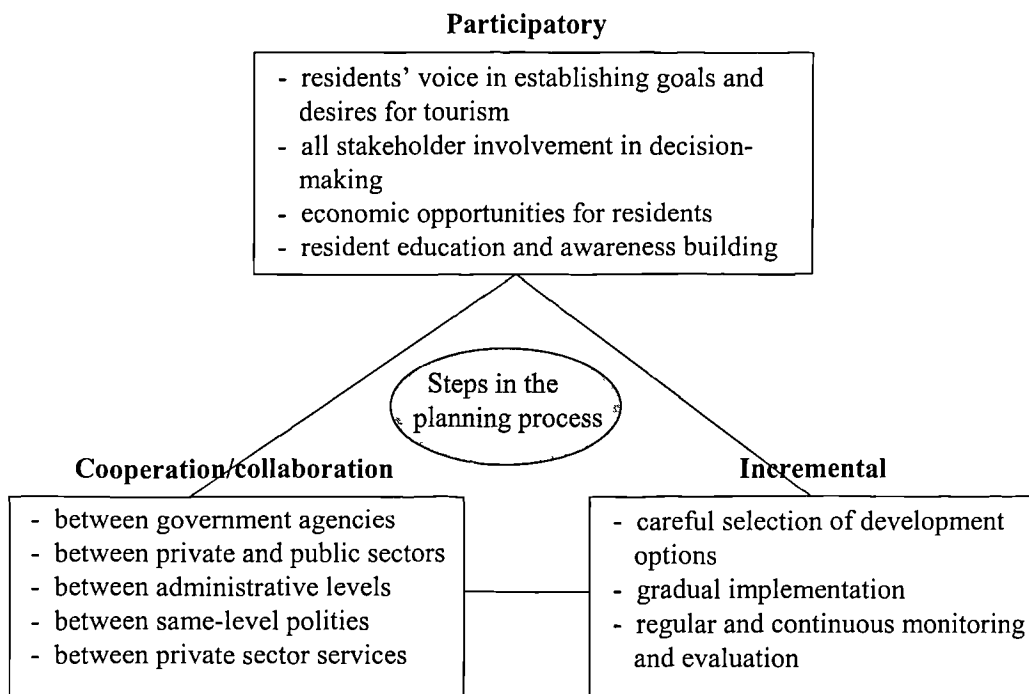 Participatory
- residents’ voice in establishing goals and
desires for tourism
- all stakeholder involvement in decision-
making
- economic opportunities for residents
- resident education and awareness building
Steps in the
planning process
Cooperation/collaboration
- between government agencies
- between private and public sectors
- between administrative levels
- between same-level polities
- between private sector services
Incremental
- careful selection of development
options
- gradual implementation
- regular and continuous monitoring
and evaluation